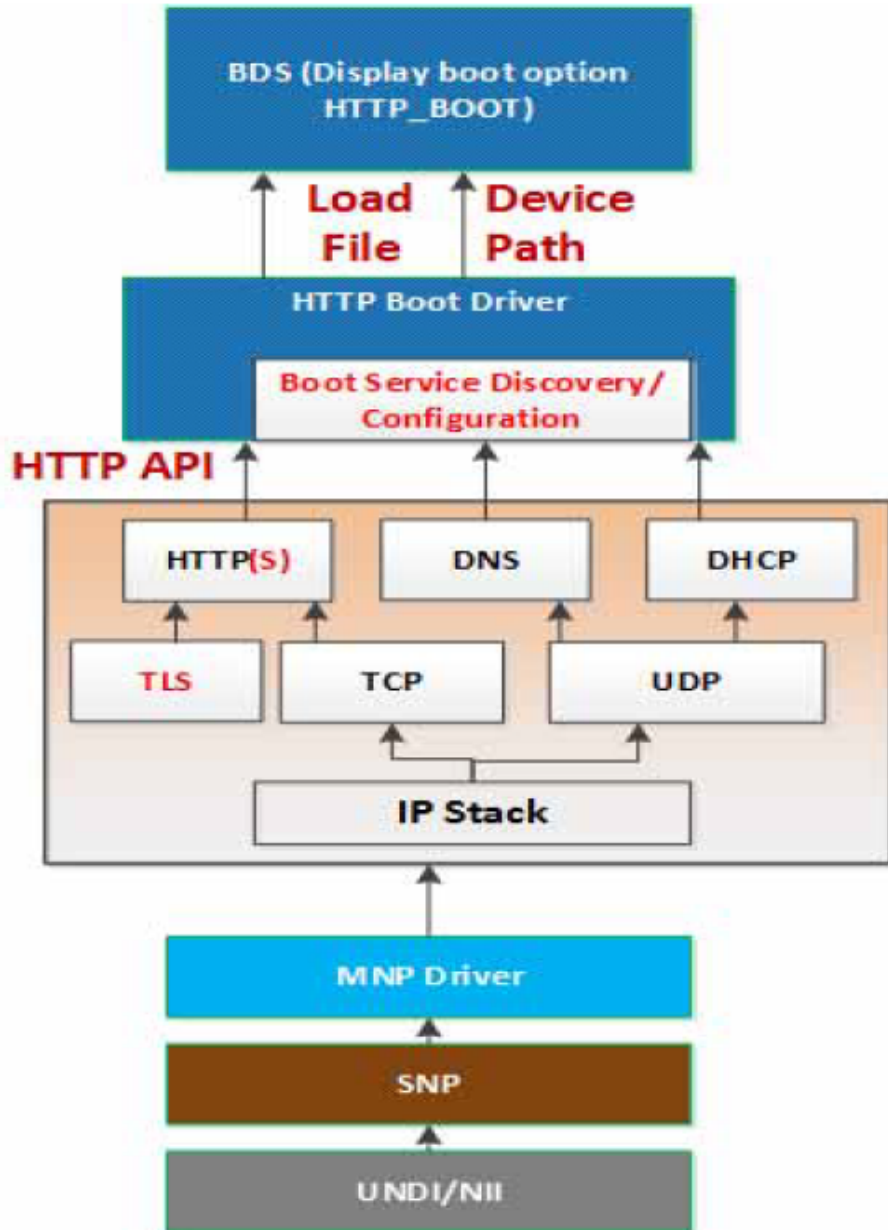 BDS (Display boot option
HTTP_BOOT)
Load
File
Device
Path
HTTP Boot Driver
Boot Service Discovery/
Configuration
HTTP API
HTTP(S)
DNS
DHCP
TLS
TCP
UDP
IP Stack
MNP Driver
SNP
UNDI/NII